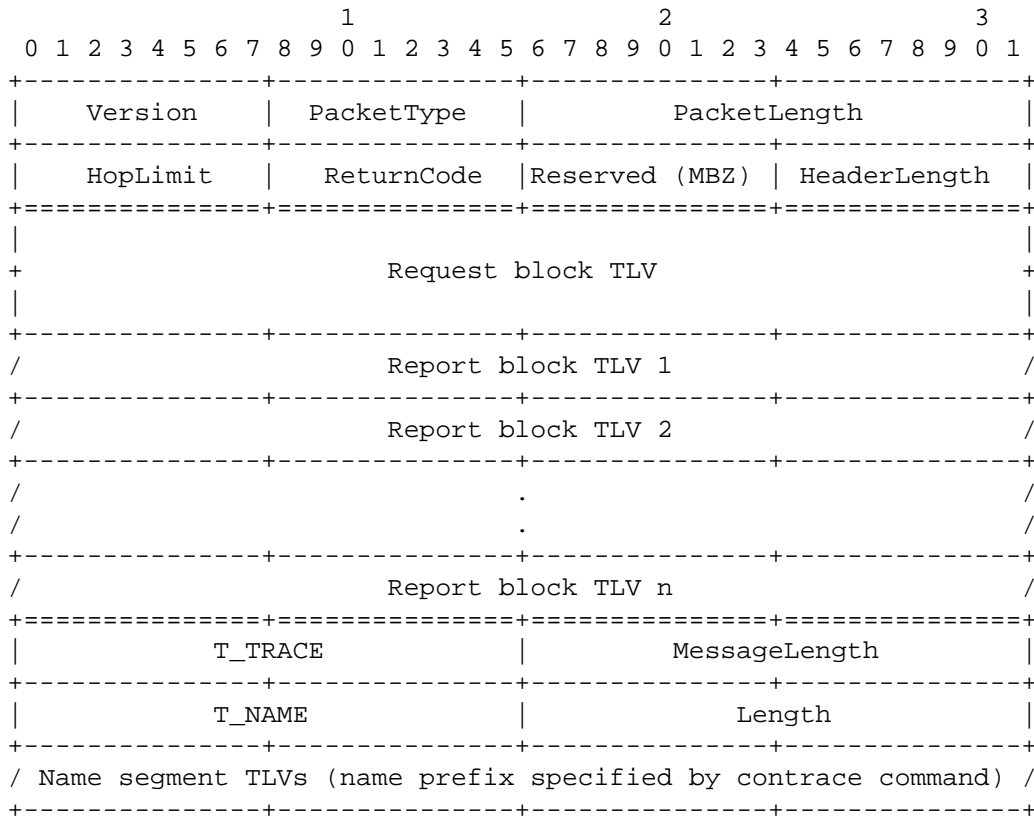 1                   2                   3
 0 1 2 3 4 5 6 7 8 9 0 1 2 3 4 5 6 7 8 9 0 1 2 3 4 5 6 7 8 9 0 1
+---------------+---------------+---------------+---------------+
|    Version    |  PacketType   |         PacketLength          |
+---------------+---------------+---------------+---------------+
|    HopLimit   |   ReturnCode  |Reserved (MBZ) | HeaderLength  |
+===============+===============+===============+===============+
|                                                               |
+                       Request block TLV                       +
|                                                               |
+---------------+---------------+---------------+---------------+
/                       Report block TLV 1                      /
+---------------+---------------+---------------+---------------+
/                       Report block TLV 2                      /
+---------------+---------------+---------------+---------------+
/                               .                               /
/                               .                               /
+---------------+---------------+---------------+---------------+
/                       Report block TLV n                      /
+===============+===============+===============+===============+
|            T_TRACE            |         MessageLength         |
+---------------+---------------+---------------+---------------+
|            T_NAME             |             Length            |
+---------------+---------------+---------------+---------------+
/ Name segment TLVs (name prefix specified by contrace command) /
+---------------+---------------+---------------+---------------+